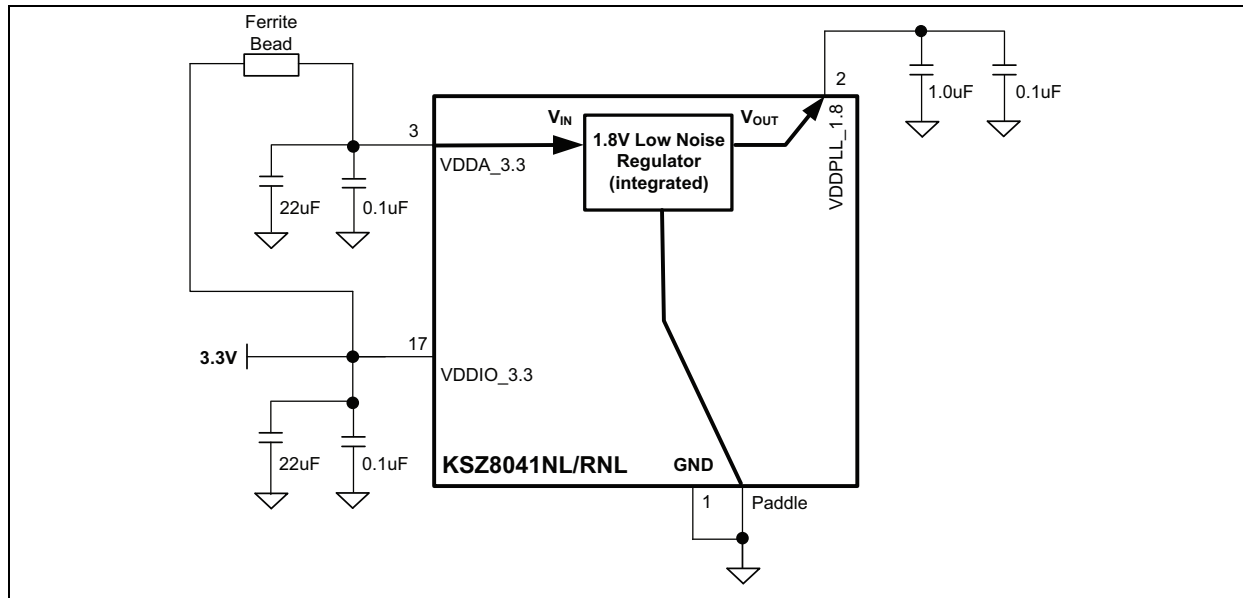 Ferrite
Bead
2
1.0uF
0.1uF
3
VDDA_3.3
VIN
1.8V Low Noise
Regulator
(integrated)
VOUT
VDDPLL_1.8
22uF
0.1uF
3.3V
17
VDDIO_3.3
22uF
0.1uF
KSZ8041NL/RNL
GND
1
Paddle